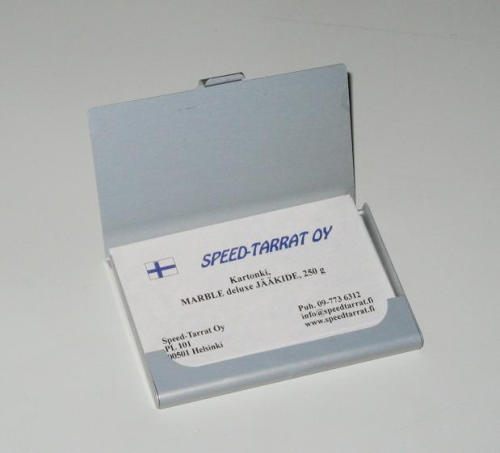 SPEED-TARRAT OY
Kartonki,
MARBLE deluxe JÄÄKIDE, 250 g
Puh. 09-773 6312
info@speedtarrat.fi
www.speedtarrat.fi
Speed-Tarrat Oy
PL 101
00501 Helsinki